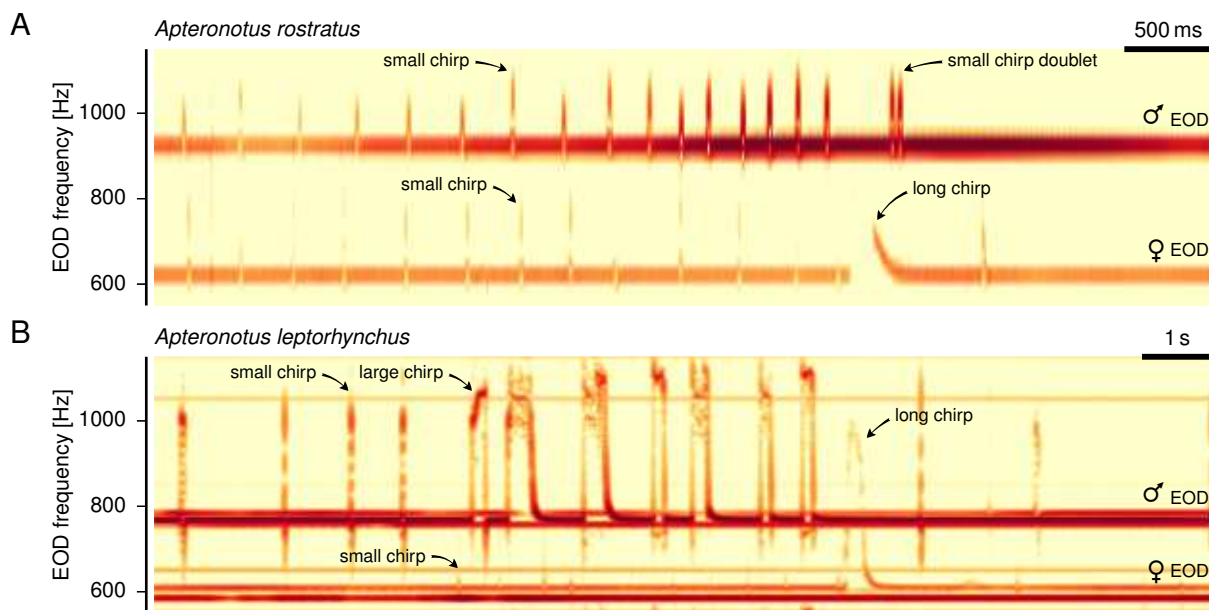 A
Apteronotus rostratus
500 ms
small chirp
small chirp doublet
1000
♂ EOD
small chirp
long chirp
800
♀ EOD
600
EOD frequency [Hz]
B
Apteronotus leptorhynchus
1 s
small chirp
large chirp
long chirp
1000
♂ EOD
800
small chirp
♀ EOD
600
EOD frequency [Hz]